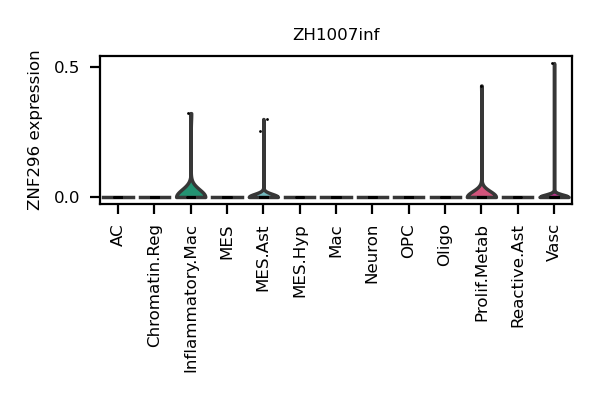 ZH1007inf
ZNF296 expression
0.5
0.0
AC
Chromatin.Reg
Inflammatory.Mac
MES
MES.Ast
MES.Hyp
Mac
Neuron
OPC
Oligo
Prolif.Metab
Reactive.Ast
Vasc